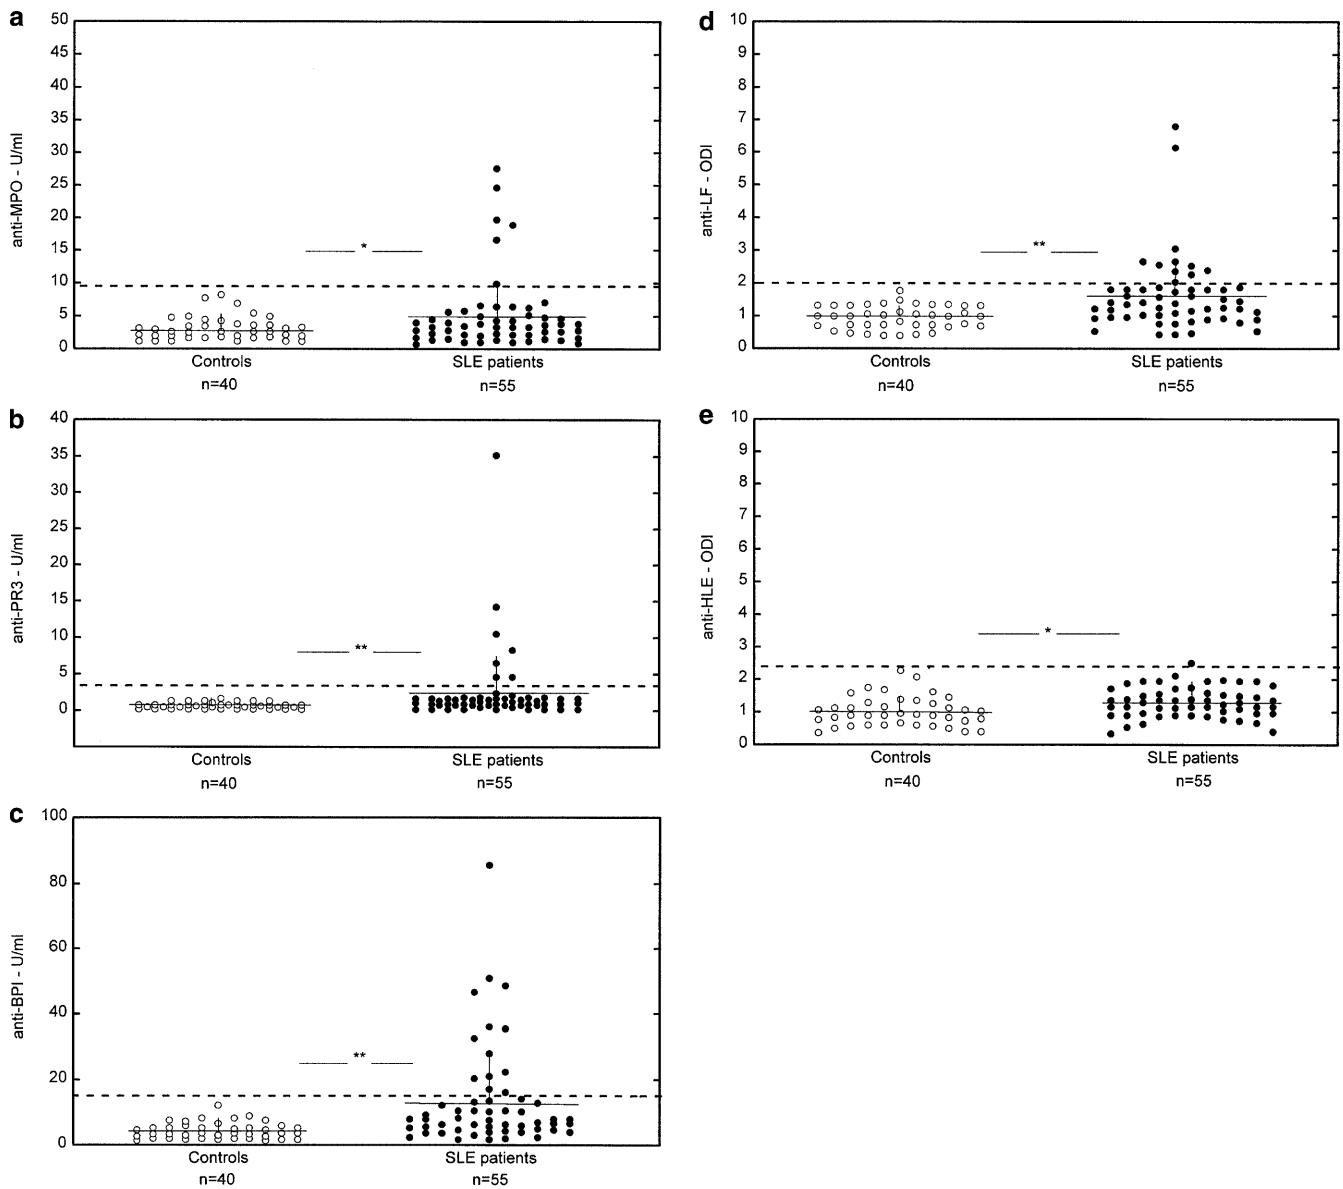 a
anti-MPO - U/ml
50
45
40
35
30
25
20
15
10
5
0
*
Controls
n=40
SLE patients
n=55
b
anti-PR3 - U/ml
40
35
30
25
20
15
10
5
0
**
Controls
n=40
SLE patients
n=55
c
anti-BPI - U/ml
100
80
60
40
20
0
**
Controls
n=40
SLE patients
n=55
d
anti-LF - ODI
10
9
8
7
6
5
4
3
2
1
0
**
Controls
n=40
SLE patients
n=55
e
anti-HLE - ODI
10
9
8
7
6
5
4
3
2
1
0
*
Controls
n=40
SLE patients
n=55